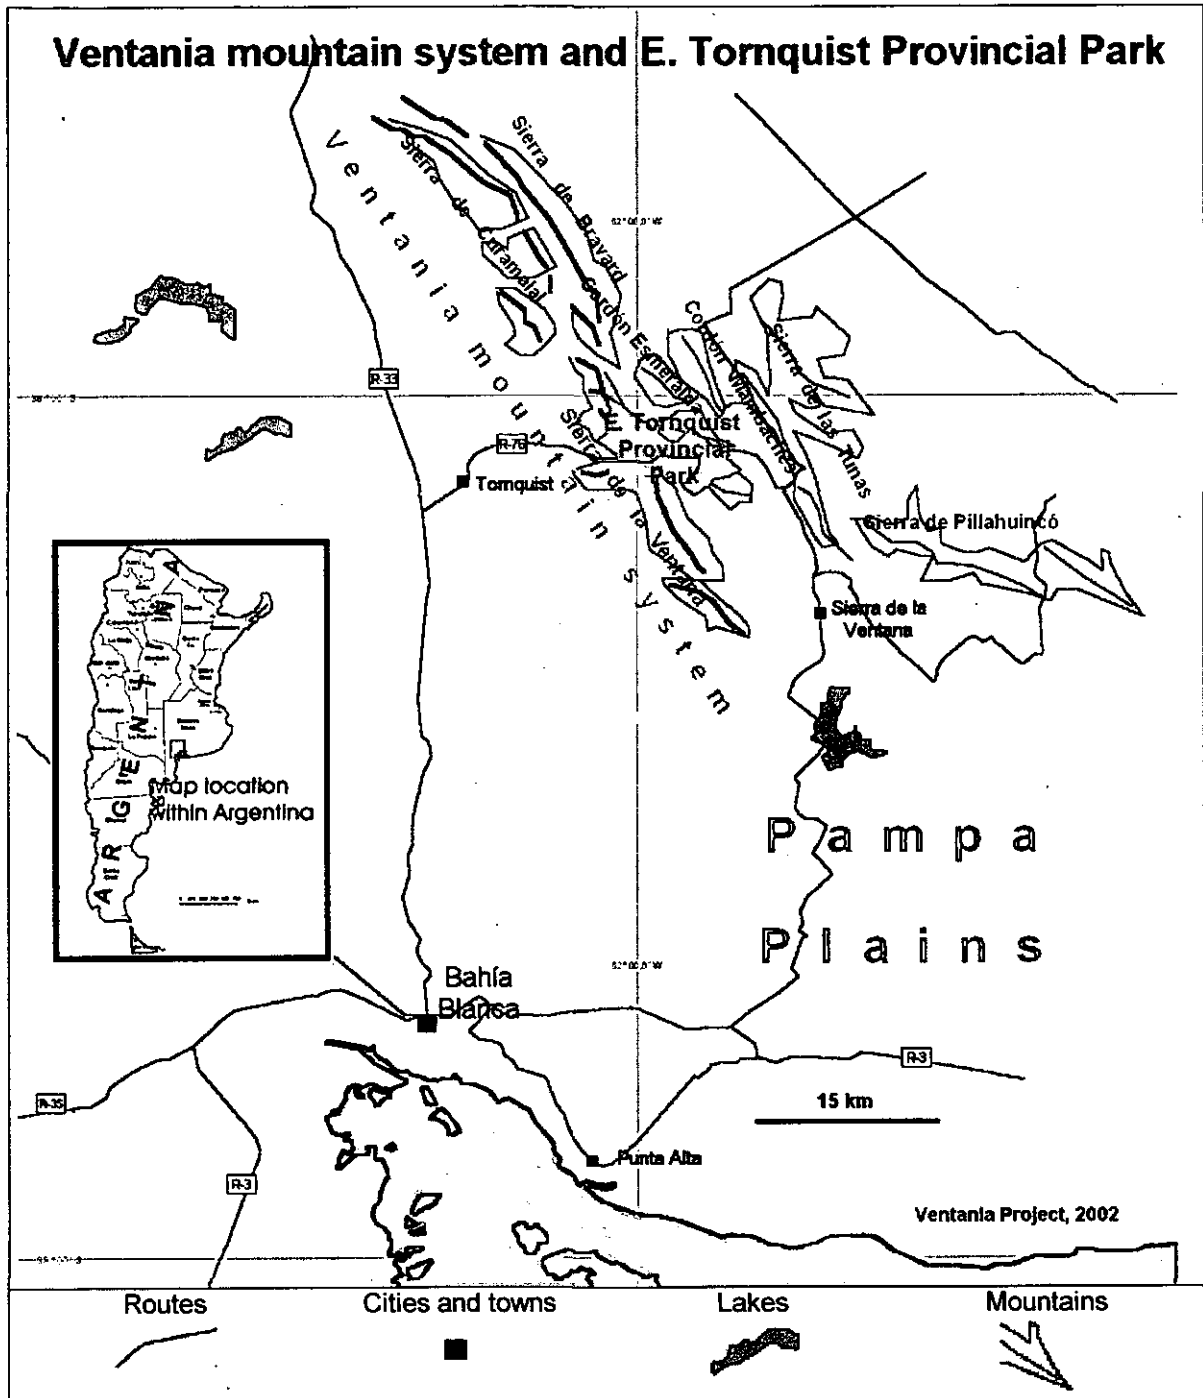 Ventania mountain system and E. Tornquist Provincial Park
Ventania mountain system
Sierra de Curamalal
Sierra de Bravard
Cordón Esmeralda
Cordón Mambaches
Sierra de las Tunas
R-33
E. Tornquist
Provincial
Park
R-76
Tornquist
Sierra de la Ventana
Sierra de Pillahuincó
Sierra de la
Ventana
ARGENTINA
Map location
within Argentina
Pampa
Plains
Bahía
Blanca
R-3
R-35
15 km
Punta Alta
R-3
Ventania Project, 2002
Routes
Cities and towns
Lakes
Mountains